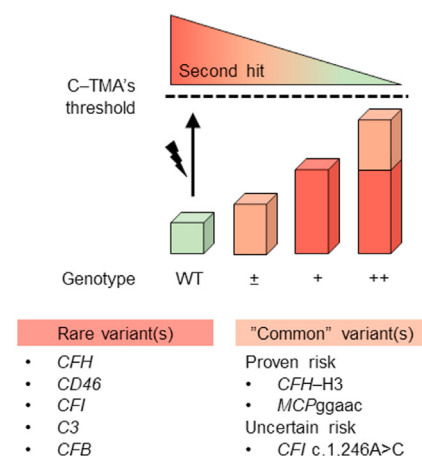 Second hit
C–TMA's
threshold
Genotype WT ± + ++
Rare variant(s)
• CFH
• CD46
• CFI
• C3
• CFB
"Common" variant(s)
Proven risk
• CFH–H3
• MCPggaac
Uncertain risk
• CFI c.1,246A>C